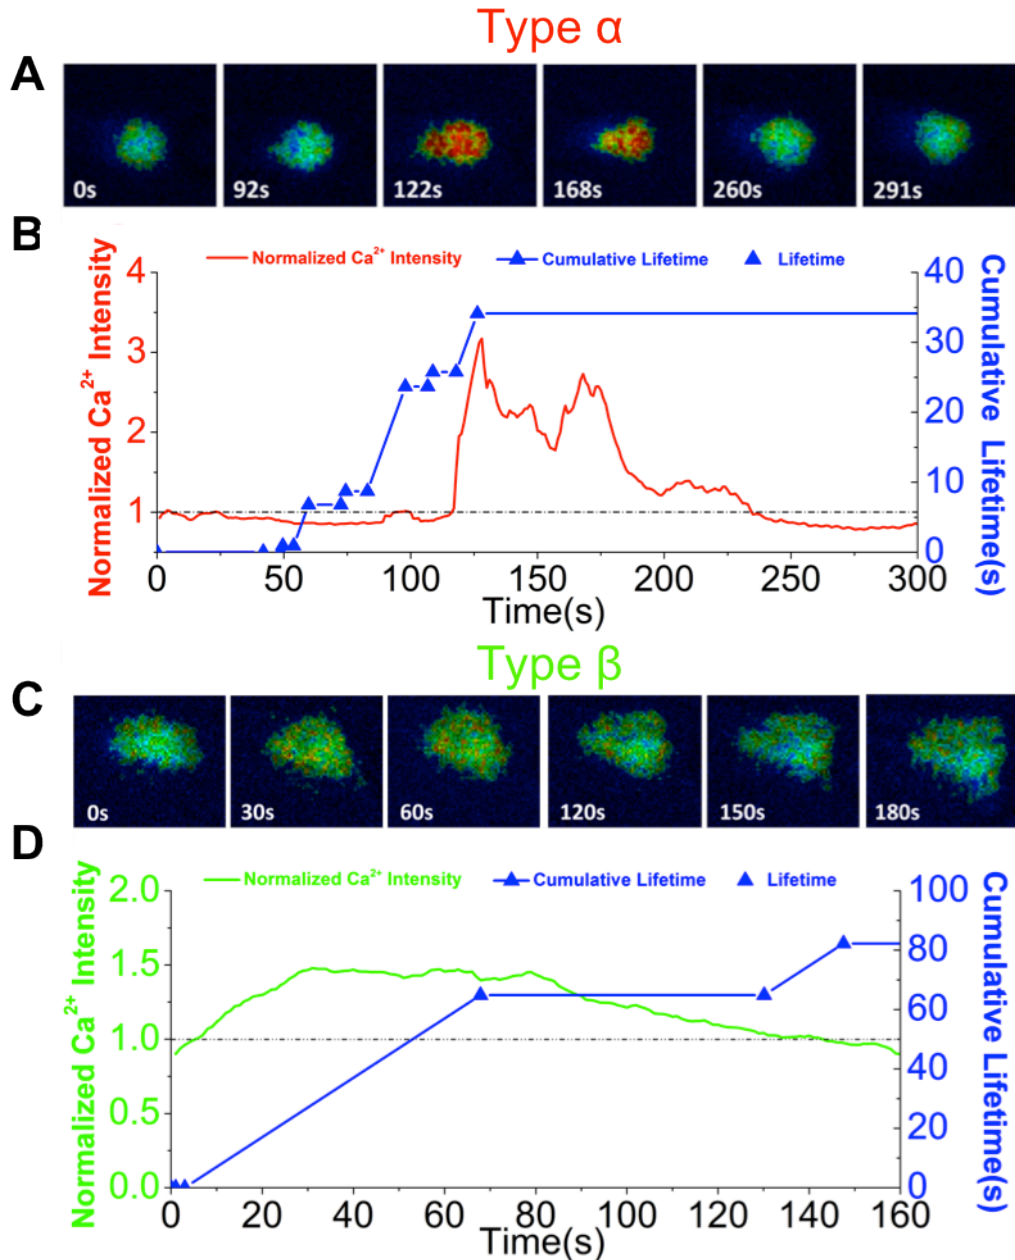 Type α
A
0s 92s 122s 168s 260s 291s
B
Normalized Ca²⁺ Intensity Cumulative Lifetime Lifetime
Normalized Ca²⁺ Intensity
4
3
2
1
40
30
20
10
0
Cumulative Lifetime(s)
0 50 100 150 200 250 300
Time(s)
Type β
C
0s 30s 60s 120s 150s 180s
D
Normalized Ca²⁺ Intensity Cumulative Lifetime Lifetime
Normalized Ca²⁺ Intensity
2.0
1.5
1.0
0.5
0.0
100
80
60
40
20
0
Cumulative Lifetime(s)
0 20 40 60 80 100 120 140 160
Time(s)